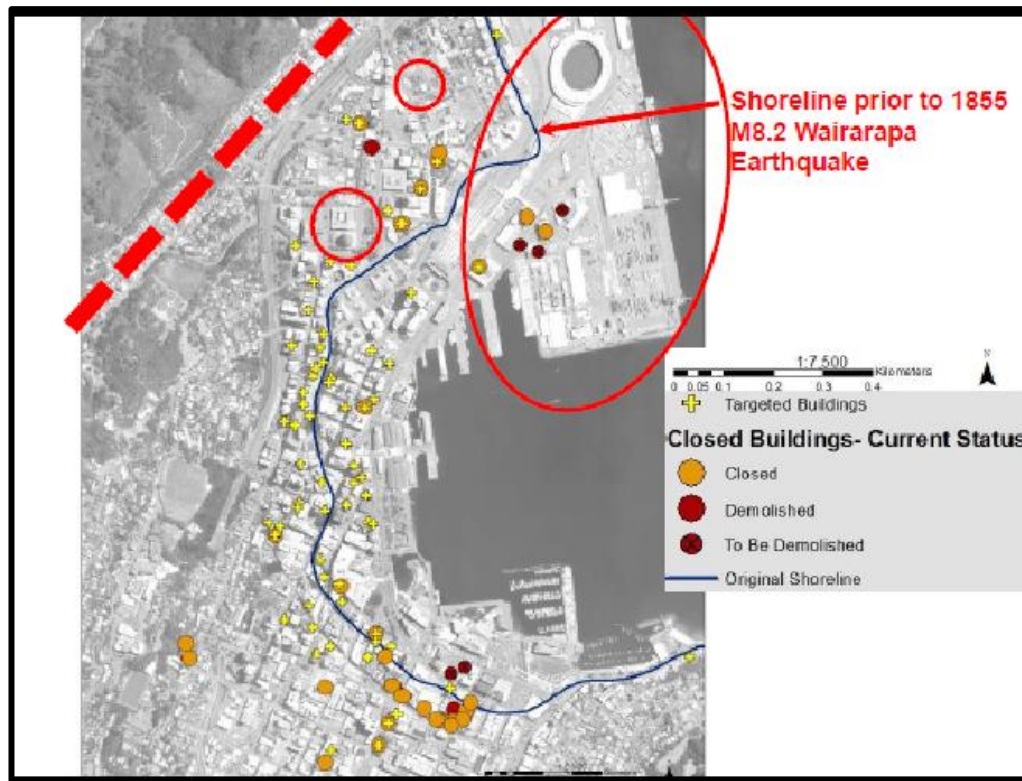 Shoreline prior to 1855
M8.2 Wairarapa
Earthquake
1:7,500
Kilometers
0 0.05 0.1 0.2 0.3 0.4
N
Targeted Buildings
Closed Buildings- Current Status
Closed
Demolished
To Be Demolished
Original Shoreline